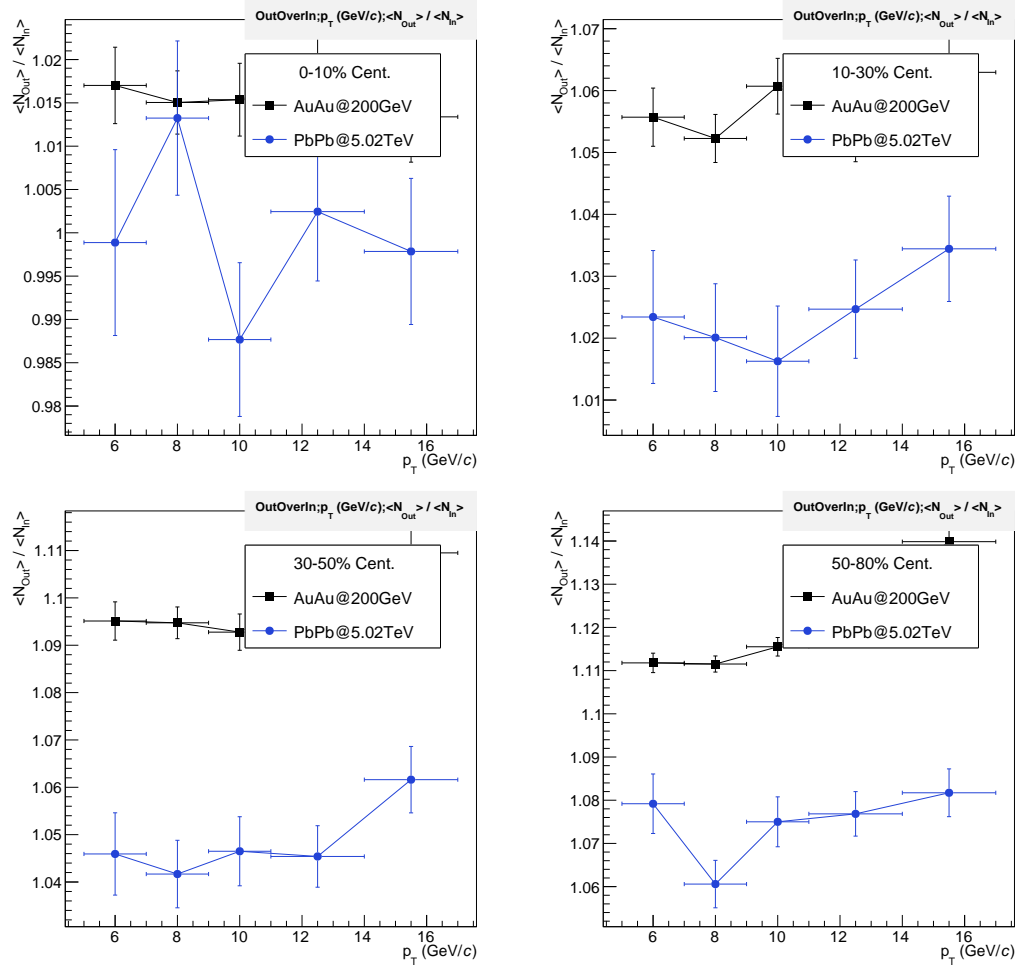 OutOverIn;p_T (GeV/c);<N_Out> / <N_In>
<N_Out> / <N_In>
0-10% Cent.
AuAu@200GeV
PbPb@5.02TeV
1.02
1.015
1.01
1.005
1
0.995
0.99
0.985
0.98
6 8 10 12 14 16
p_T (GeV/c)
OutOverIn;p_T (GeV/c);<N_Out> / <N_In>
<N_Out> / <N_In>
10-30% Cent.
AuAu@200GeV
PbPb@5.02TeV
1.07
1.06
1.05
1.04
1.03
1.02
1.01
6 8 10 12 14 16
p_T (GeV/c)
OutOverIn;p_T (GeV/c);<N_Out> / <N_In>
<N_Out> / <N_In>
30-50% Cent.
AuAu@200GeV
PbPb@5.02TeV
1.11
1.1
1.09
1.08
1.07
1.06
1.05
1.04
6 8 10 12 14 16
p_T (GeV/c)
OutOverIn;p_T (GeV/c);<N_Out> / <N_In>
<N_Out> / <N_In>
50-80% Cent.
AuAu@200GeV
PbPb@5.02TeV
1.14
1.13
1.12
1.11
1.1
1.09
1.08
1.07
1.06
6 8 10 12 14 16
p_T (GeV/c)